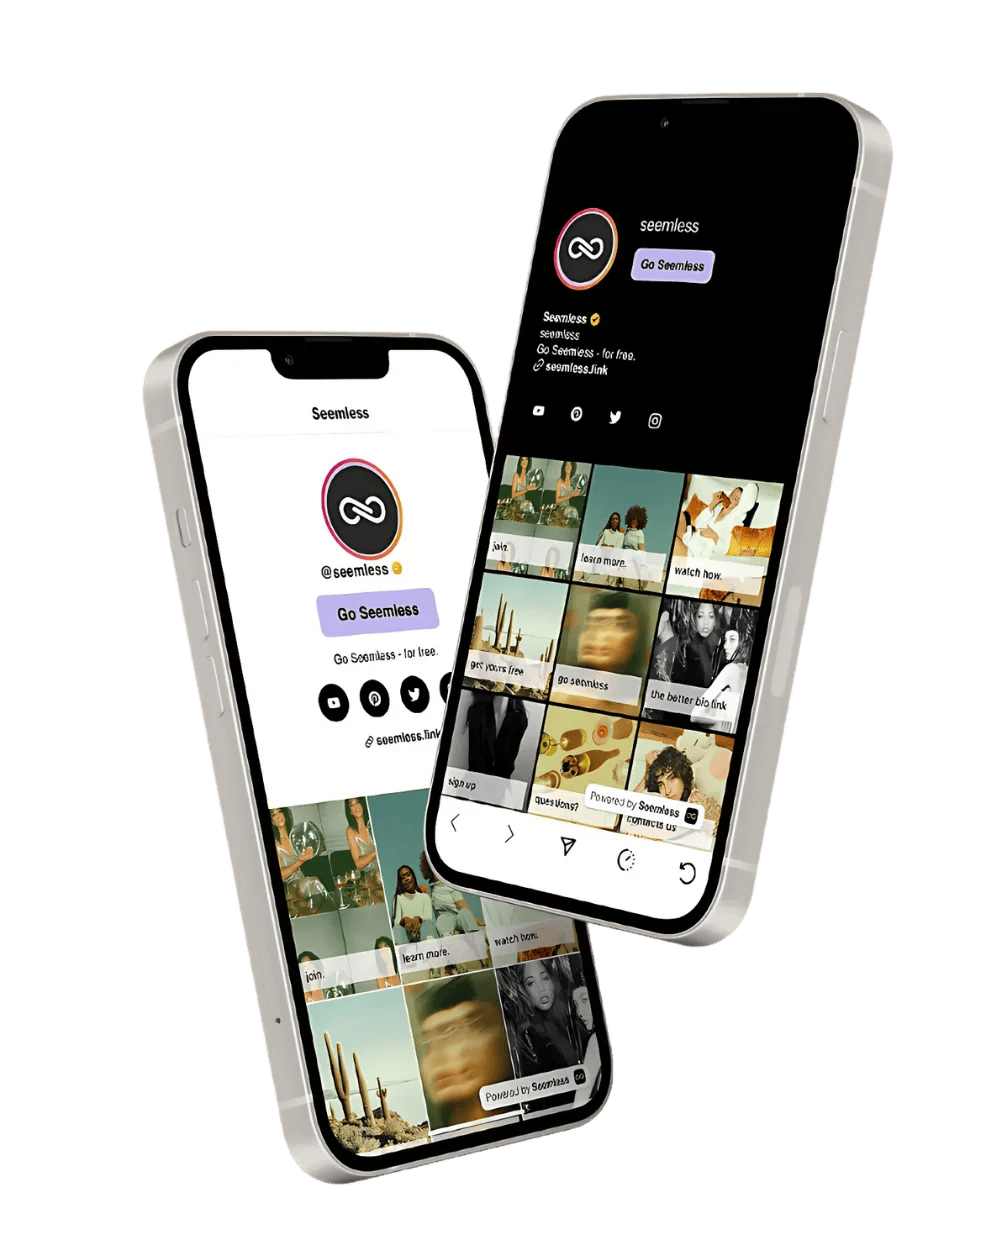 Seemless
@seemless
Go Seemless
Go Seemless - for free.
seemless.link
join.
learn more.
watch how.
Powered by Seemless
seemless
Go Seemless
Seemless
seemless
Go Seemless - for free.
seemless.link
join.
learn more.
watch how.
get yours free
go seemless
the better bio link
sign up
questions?
contacts us
Powered by Seemless